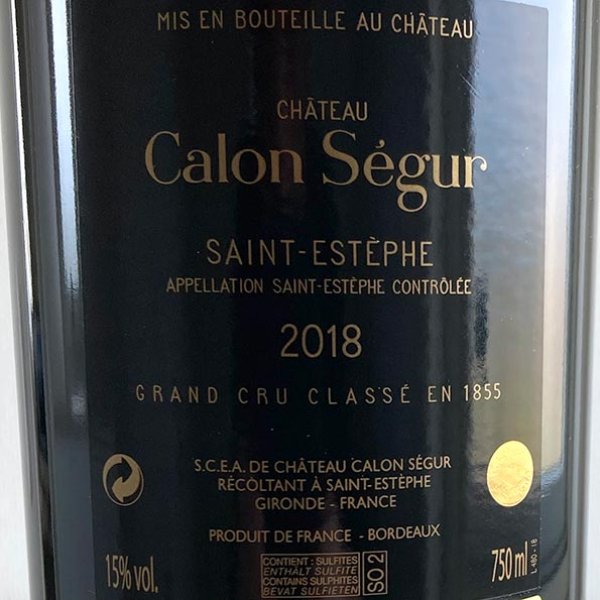 MIS EN BOUTEILLE AU CHÂTEAU
CHÂTEAU
Calon Ségur
SAINT-ESTÈPHE
APPELLATION SAINT-ESTÈPHE CONTRÔLÉE
2018
GRAND CRU CLASSÉ EN 1855
S.C.E.A. DE CHÂTEAU CALON SÉGUR
RÉCOLTANT À SAINT-ESTÈPHE
GIRONDE - FRANCE
PRODUIT DE FRANCE - BORDEAUX
15% vol.
CONTIENT : SULFITES
ENTHÄLT SULFITE
CONTAINS SULPHITES
BEVAT SULFIETEN
SO2
750 ml
L 480 - 18